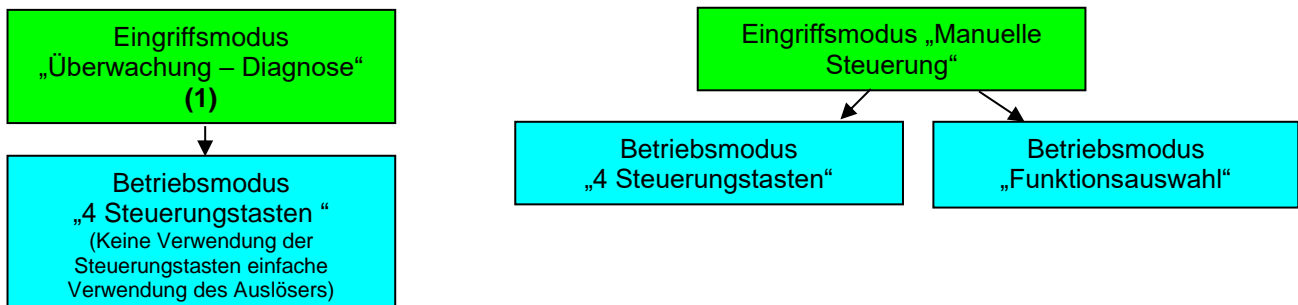 Eingriffsmodus
„Überwachung – Diagnose“
(1)
Betriebsmodus
„4 Steuerungstasten “
(Keine Verwendung der
Steuerungstasten einfache
Verwendung des Auslösers)
Eingriffsmodus „Manuelle
Steuerung“
Betriebsmodus
„4 Steuerungstasten“
Betriebsmodus
„Funktionsauswahl“